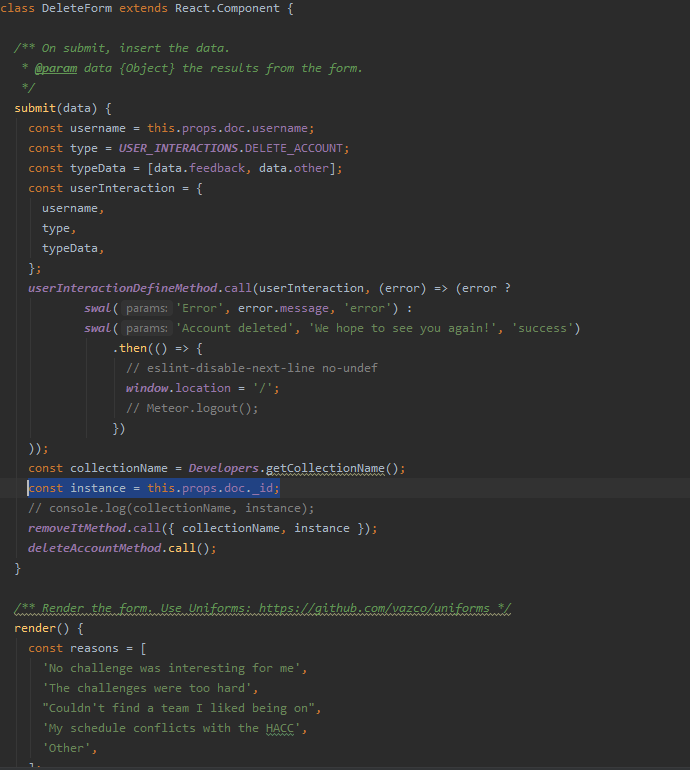 class DeleteForm extends React.Component {
/** On submit, insert the data.
* @param data {Object} the results from the form.
*/
submit(data) {
const username = this.props.doc.username;
const type = USER_INTERACTIONS.DELETE_ACCOUNT;
const typeData = [data.feedback, data.other];
const userInteraction = {
username,
type,
typeData,
};
userInteractionDefineMethod.call(userInteraction, (error) => (error ?
swal( params: 'Error', error.message, 'error') :
swal( params: 'Account deleted', 'We hope to see you again!', 'success')
.then(() => {
// eslint-disable-next-line no-undef
window.location = '/';
// Meteor.logout();
})
));
const collectionName = Developers.getCollectionName();
const instance = this.props.doc._id;
// console.log(collectionName, instance);
removeItMethod.call({ collectionName, instance });
deleteAccountMethod.call();
}
/** Render the form. Use Uniforms: https://github.com/vazco/uniforms */
render() {
const reasons = [
'No challenge was interesting for me',
'The challenges were too hard',
"Couldn't find a team I liked being on",
'My schedule conflicts with the HACC',
'Other',
];